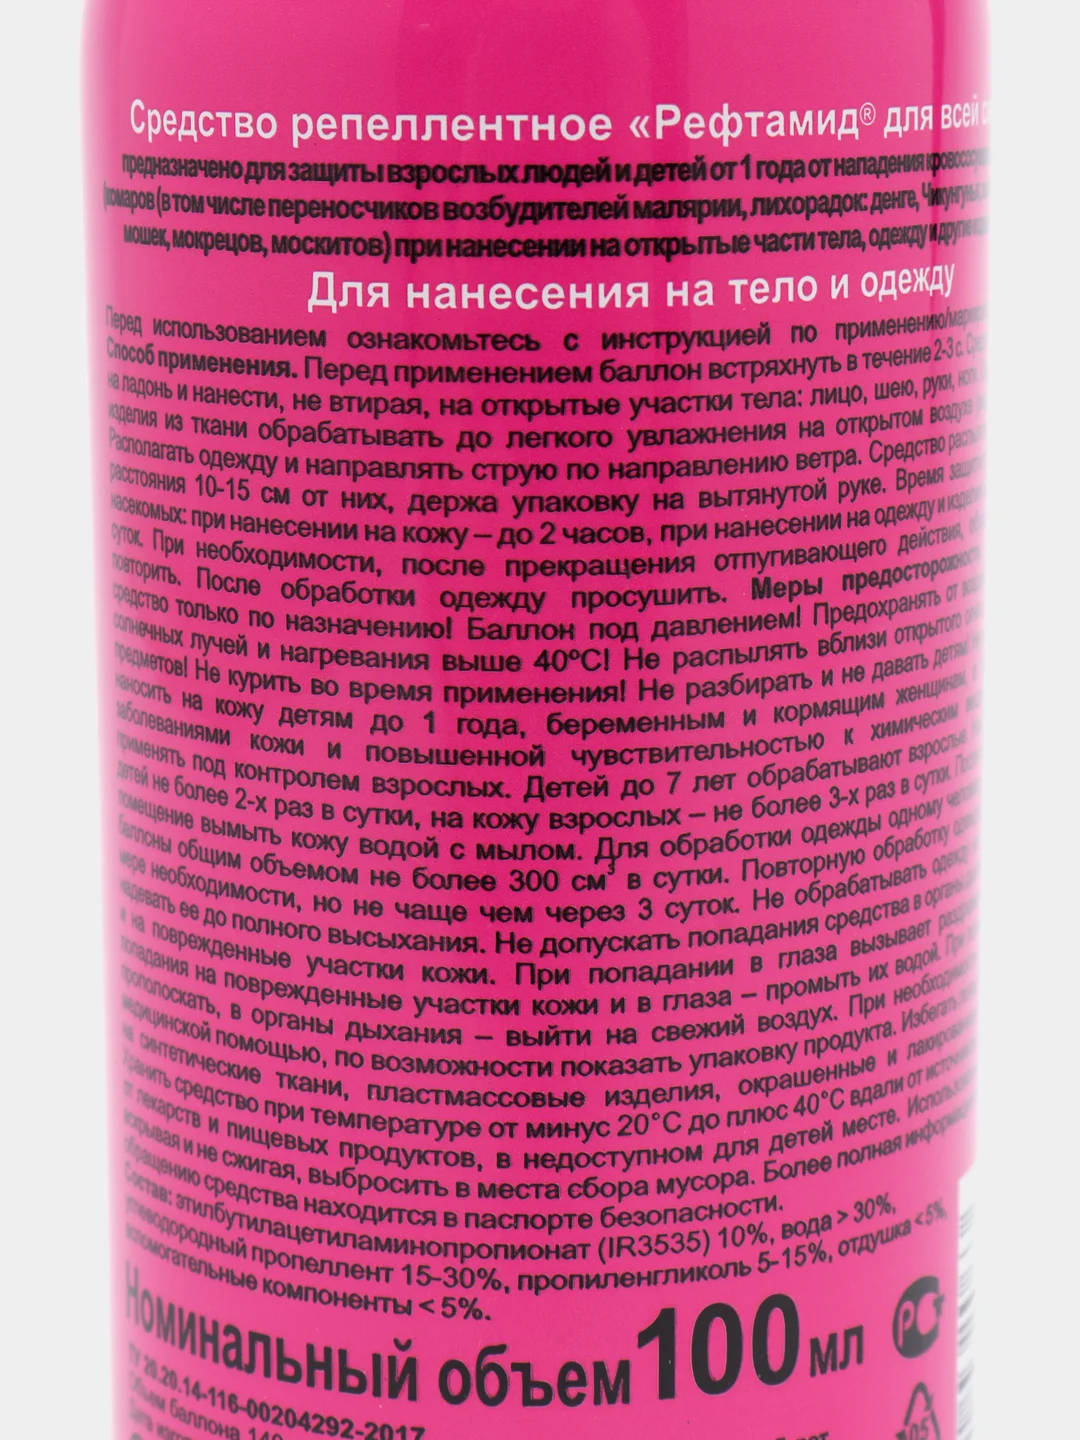 Средство репеллентное «Рефтамид® для всей
предназначено для защиты взрослых людей и детей от 1 года от нападения
(комаров (в том числе переносчиков возбудителей малярии, лихорадок: денге,
мошек, мокрецов, москитов) при нанесении на открытые части тела, одежду и другие
Для нанесения на тело и одежду
Перед использованием ознакомьтесь с инструкцией по применению/
Способ применения. Перед применением баллон встряхнуть в течение 2-3 с.
на ладонь и нанести, не втирая, на открытые участки тела: лицо, шею, руки, ноги.
изделия из ткани обрабатывать до легкого увлажнения на открытом воздухе
Располагать одежду и направлять струю по направлению ветра. Средство
расстояния 10-15 см от них, держа упаковку на вытянутой руке. Время
насекомых: при нанесении на кожу – до 2 часов, при нанесении на одежду и
суток. При необходимости, после прекращения отпугивающего действия,
повторить. После обработки одежду просушить. Меры предосторожности.
средство только по назначению! Баллон под давлением! Предохранять от
солнечных лучей и нагревания выше 40ºС! Не распылять вблизи открытого
предметов! Не курить во время применения! Не разбирать и не давать детям!
наносить на кожу детям до 1 года, беременным и кормящим женщинам,
заболеваниями кожи и повышенной чувствительностью к химическим
применять под контролем взрослых. Детей до 7 лет обрабатывают взрослые.
детей не более 2-х раз в сутки, на кожу взрослых – не более 3-х раз в сутки.
помещение вымыть кожу водой с мылом. Для обработки одежды одному
баллоны общим объемом не более 300 см³ в сутки. Повторную обработку
мере необходимости, но не чаще чем через 3 суток. Не обрабатывать
надевать ее до полного высыхания. Не допускать попадания средства в органы
и на поврежденные участки кожи. При попадании в глаза вызывает
попадания на поврежденные участки кожи и в глаза – промыть их водой. При
прополоскать, в органы дыхания – выйти на свежий воздух. При
медицинской помощью, по возможности показать упаковку продукта. Избегать
на синтетические ткани, пластмассовые изделия, окрашенные и
Хранить средство при температуре от минус 20°С до плюс 40°С вдали от
от лекарств и пищевых продуктов, в недоступном для детей месте.
вскрывая и не сжигая, выбросить в места сбора мусора. Более полная
обращению средства находится в паспорте безопасности.
Состав: этилбутилацетиламинопропионат (IR3535) 10%, вода > 30%,
углеводородный пропеллент 15-30%, пропиленгликоль 5-15%, отдушка < 5%,
вспомогательные компоненты < 5%.
Номинальный объем 100 мл
ТУ 20.20.14-116-00204292-2017
Объем баллона